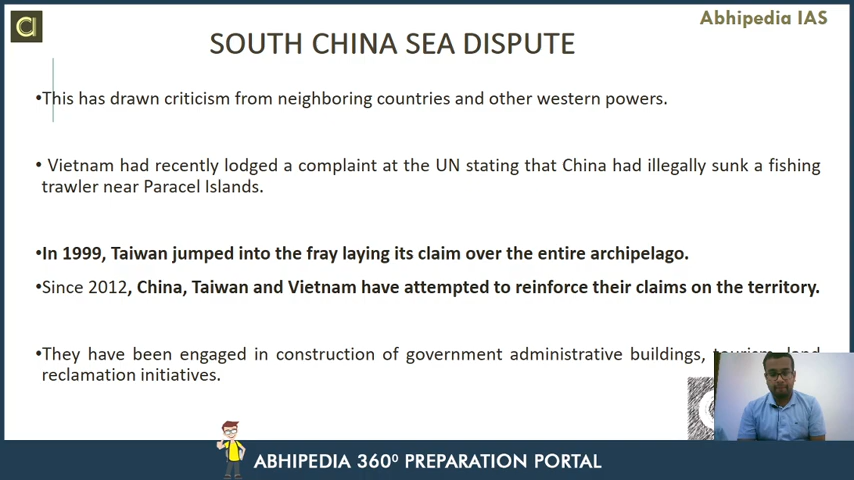 Abhipedia IAS
SOUTH CHINA SEA DISPUTE
•This has drawn criticism from neighboring countries and other western powers.
• Vietnam had recently lodged a complaint at the UN stating that China had illegally sunk a fishing
trawler near Paracel Islands.
•In 1999, Taiwan jumped into the fray laying its claim over the entire archipelago.
•Since 2012, China, Taiwan and Vietnam have attempted to reinforce their claims on the territory.
•They have been engaged in construction of government administrative buildings, tourism, land
reclamation initiatives.
ABHIPEDIA 360⁰ PREPARATION PORTAL